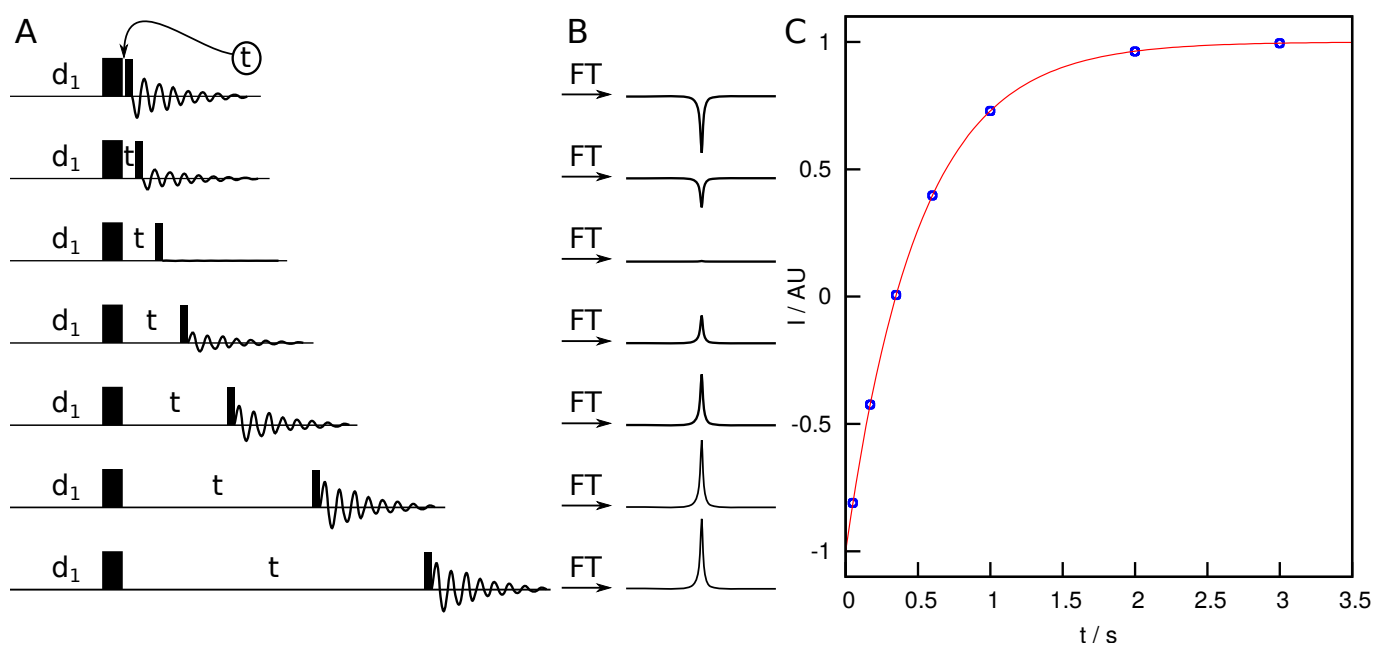 A
t
d₁
d₁ t
d₁ t
d₁ t
d₁ t
d₁ t
d₁ t
B
FT
FT
FT
FT
FT
FT
FT
C
I / AU
1
0.5
0
-0.5
-1
0 0.5 1 1.5 2 2.5 3 3.5
t / s